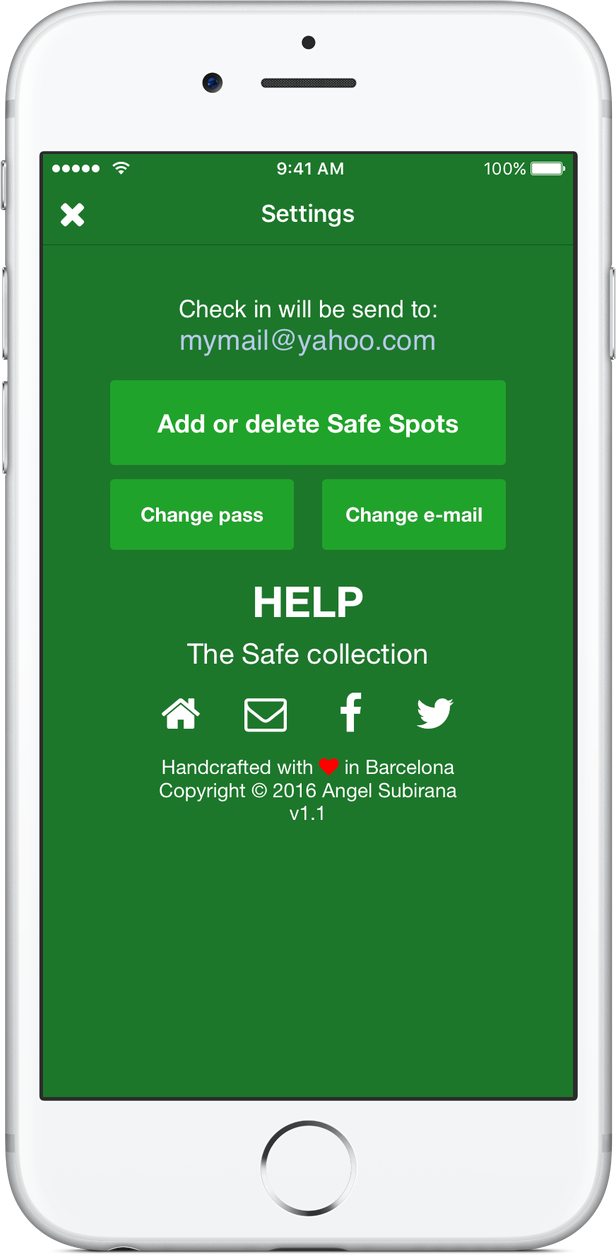 9:41 AM
100%
Settings
Check in will be send to:
mymail@yahoo.com
Add or delete Safe Spots
Change pass
Change e-mail
HELP
The Safe collection
Handcrafted with ❤ in Barcelona
Copyright © 2016 Angel Subirana
v1.1